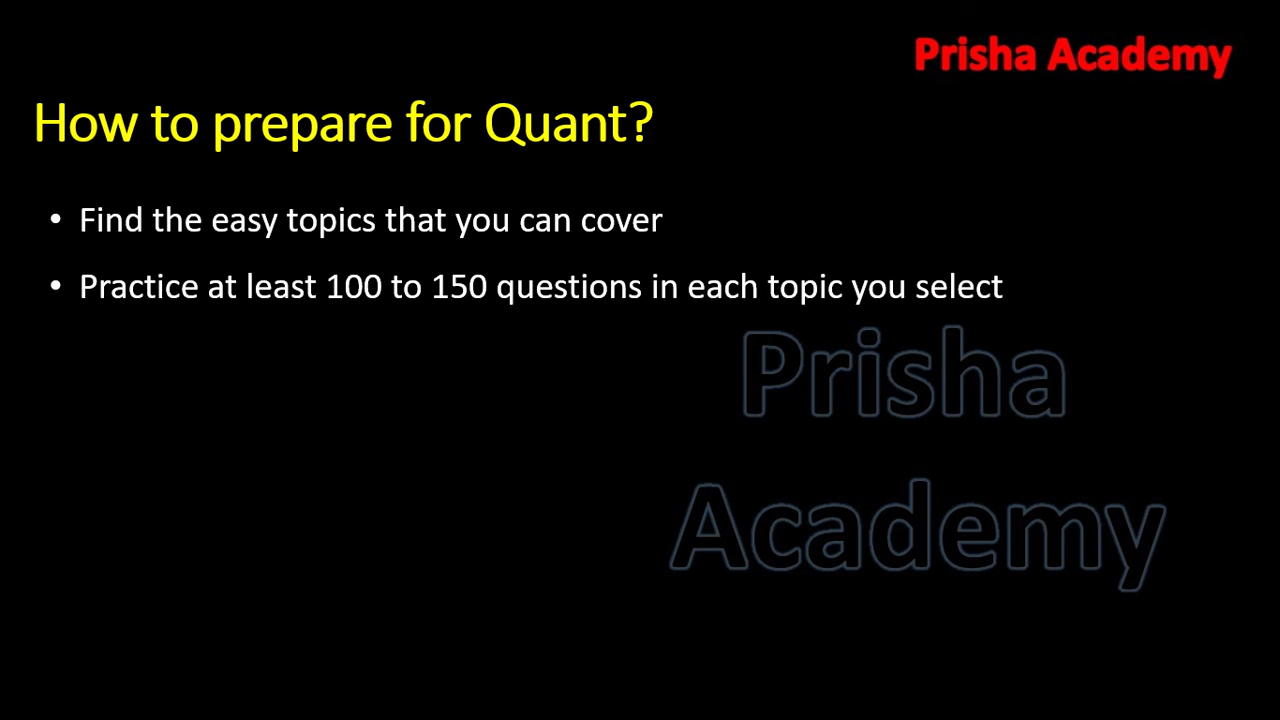 Prisha Academy
How to prepare for Quant?
• Find the easy topics that you can cover
• Practice at least 100 to 150 questions in each topic you select
Prisha
Academy